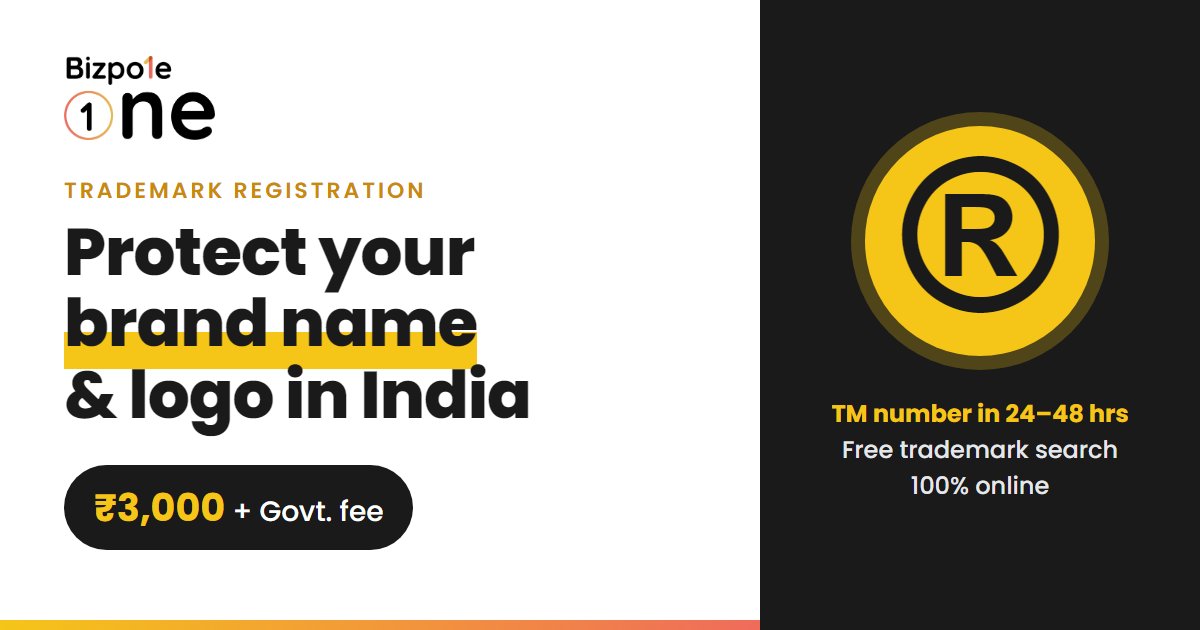 Bizpo1e
1ne
TRADEMARK REGISTRATION
Protect your
brand name
& logo in India
₹3,000 + Govt. fee
R
TM number in 24–48 hrs
Free trademark search
100% online